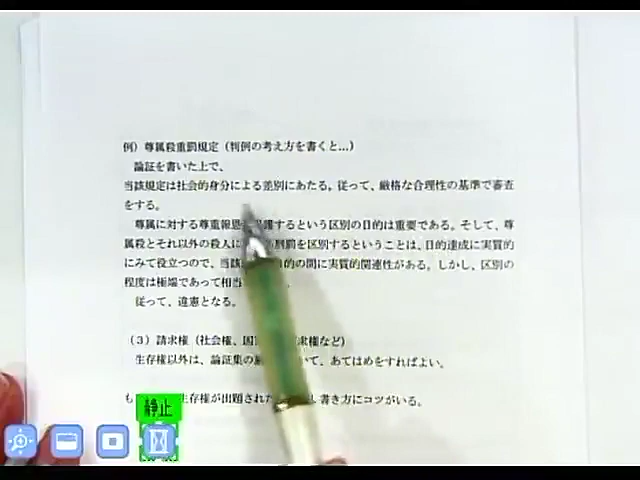 例）尊属殺重罰規定（判例の考え方を書くと…）
論証を書いた上で、
当該規定は社会的身分による差別にあたる。従って、厳格な合理性の基準で審査
をする。
尊属に対する尊重報恩 護するという区別の目的は重要である。そして、尊
属殺とそれ以外の殺人に 刑罰を区別するということは、目的達成に実質的
にみて役立つので、当該 目的の間に実質的関連性がある。しかし、区別の
程度は極端であって相当
従って、違憲となる。
（3）請求権（社会権、国 求権など）
生存権以外は、論証集の いて、あてはめをすればよい。
も 生存権が出題された し書き方にコツがいる。
静止